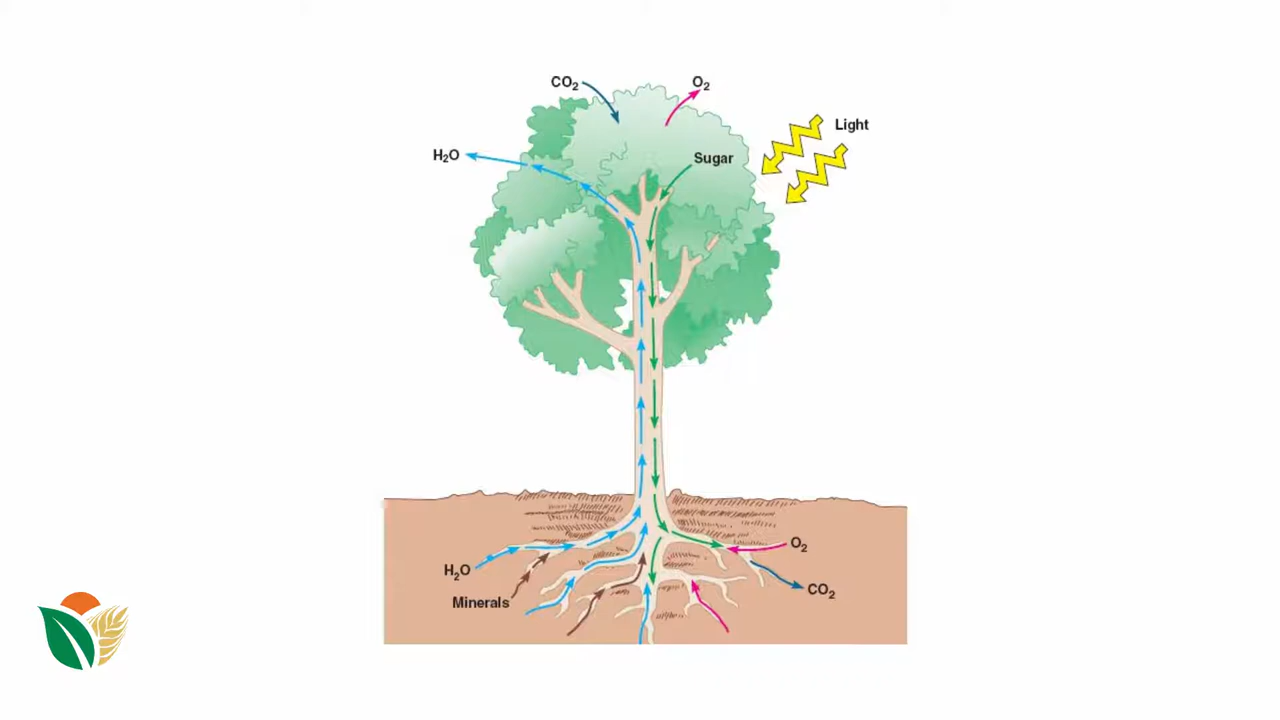 CO₂
O₂
Light
H₂O
Sugar
O₂
H₂O
CO₂
Minerals